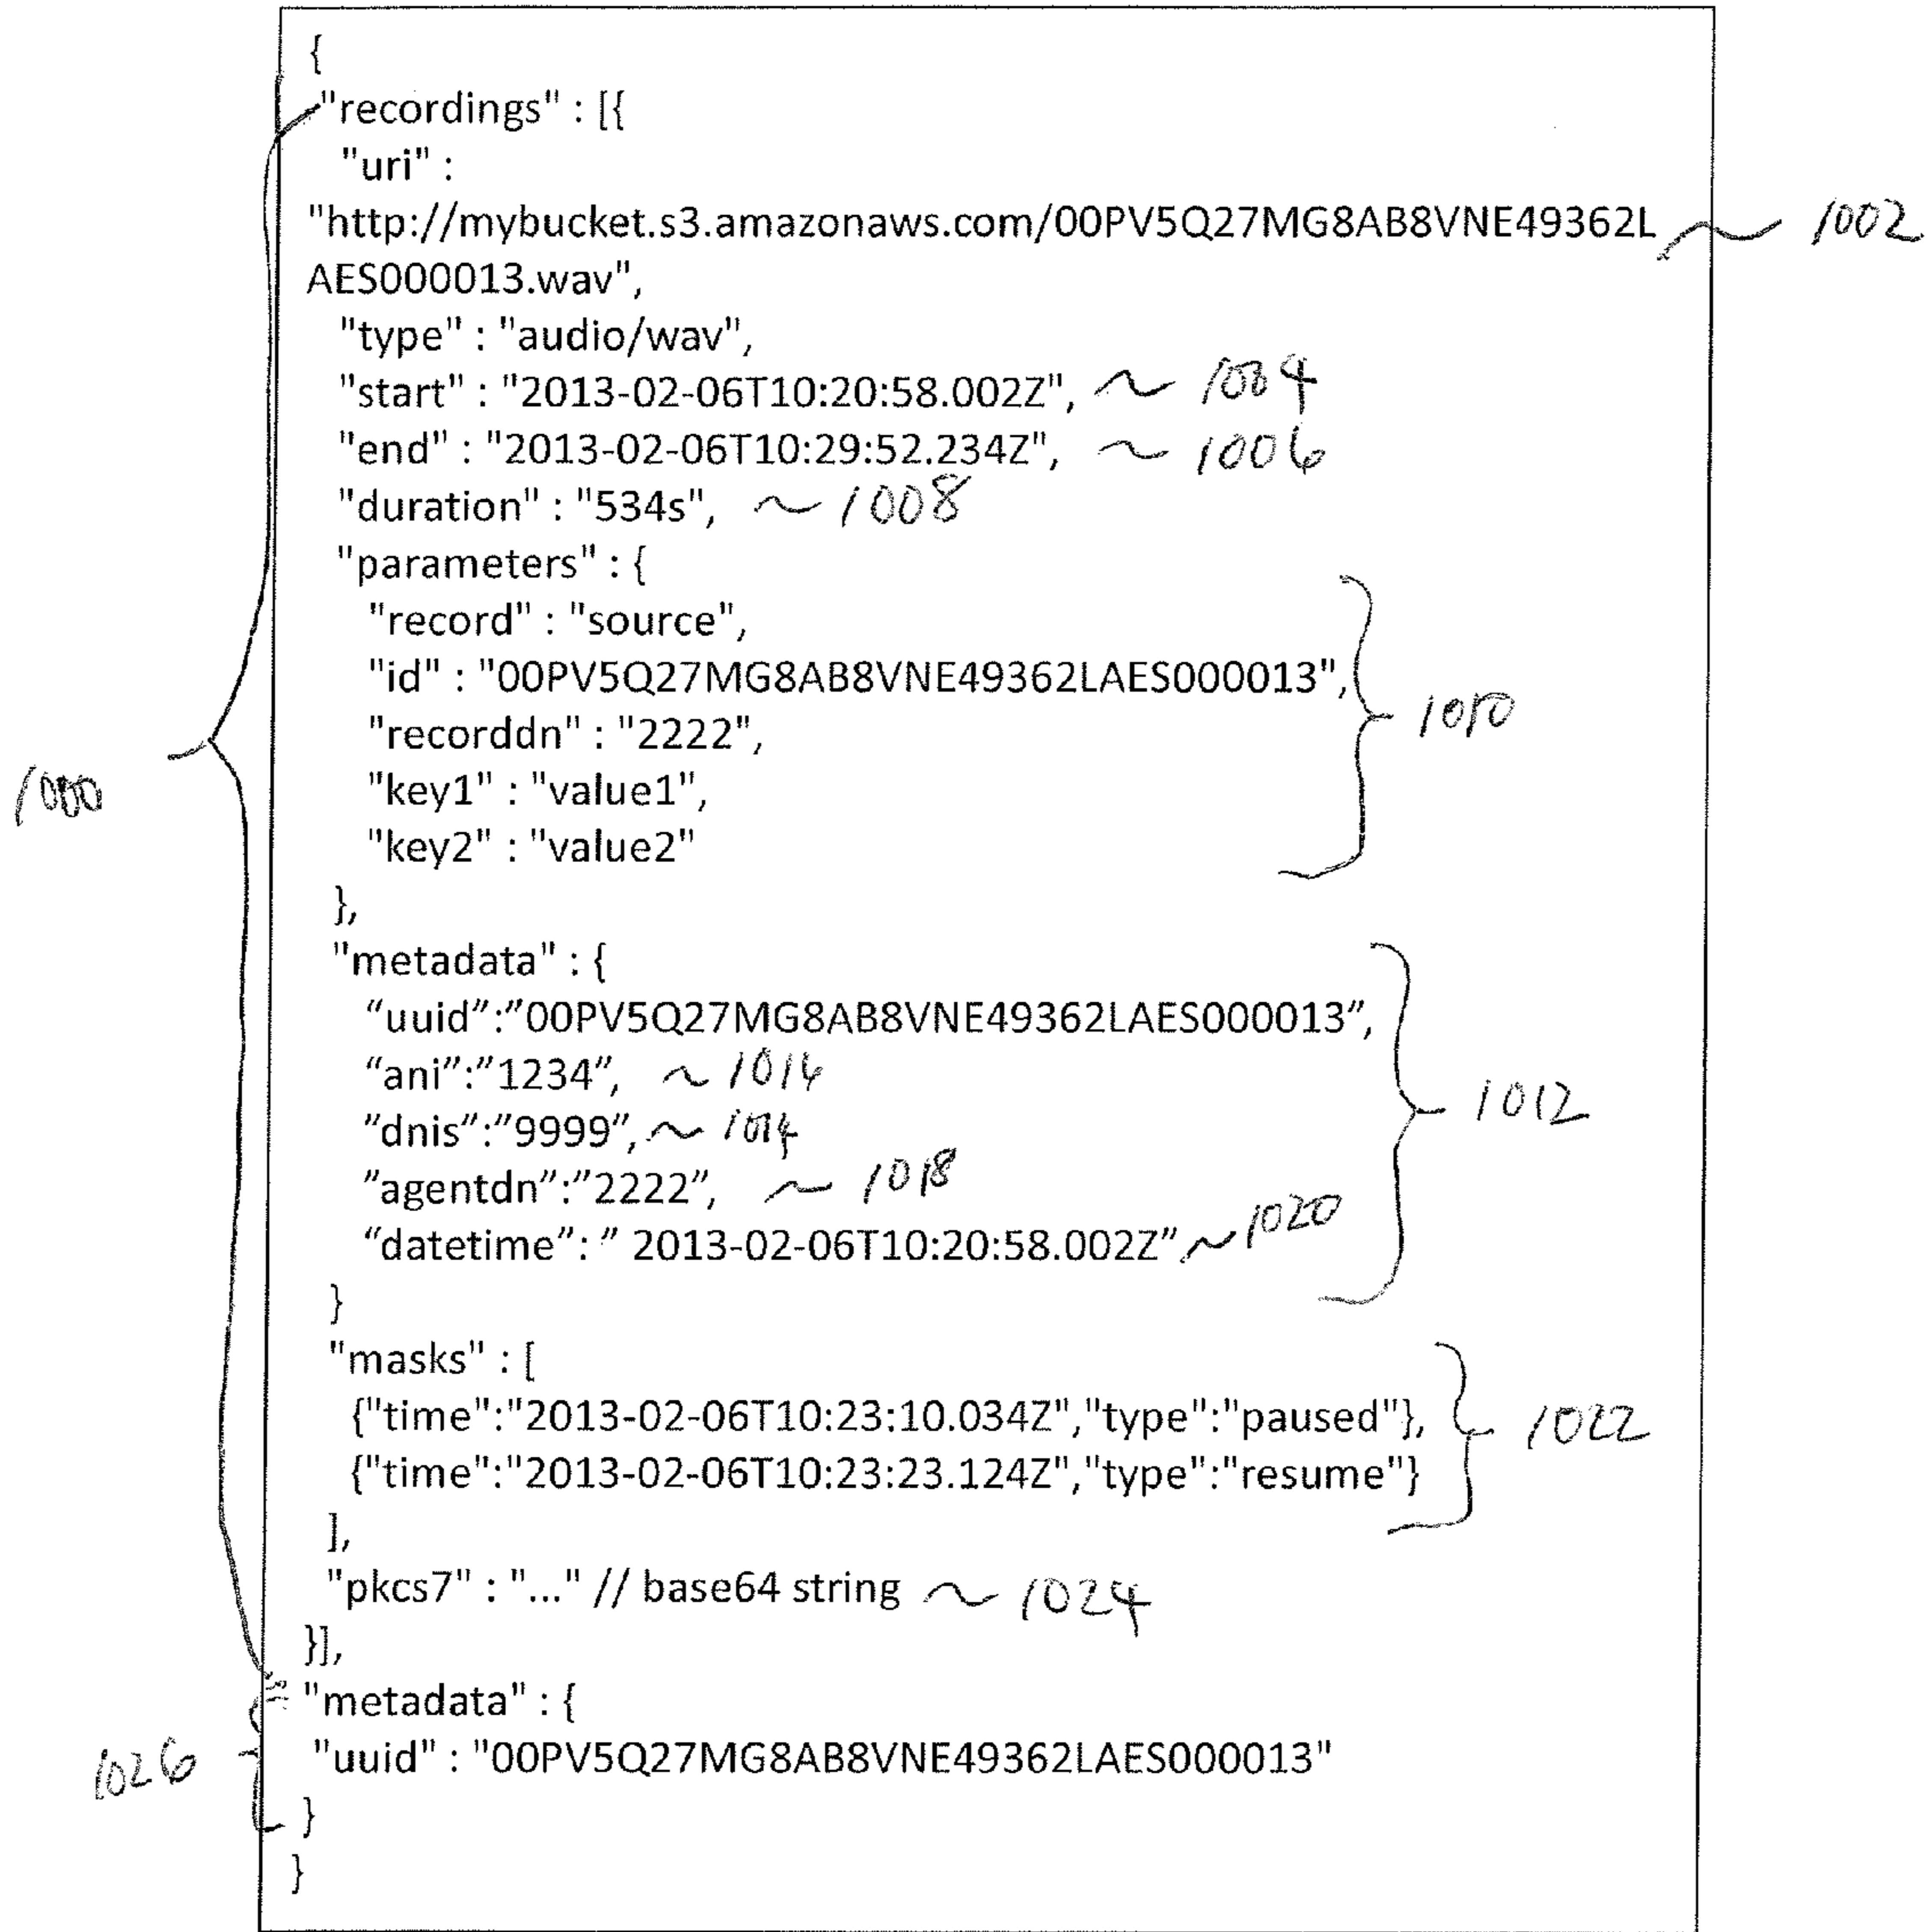 {
"recordings" : [{
"uri" :
"http://mybucket.s3.amazonaws.com/00PV5Q27MG8AB8VNE49362L ~ 1002
AES000013.wav",
"type" : "audio/wav",
"start" : "2013-02-06T10:20:58.002Z", ~ 1004
"end" : "2013-02-06T10:29:52.234Z", ~ 1006
"duration" : "534s", ~ 1008
"parameters" : {
"record" : "source",
"id" : "00PV5Q27MG8AB8VNE49362LAES000013",
"recorddn" : "2222", 1010
1000 "key1" : "value1",
"key2" : "value2"
},
"metadata" : {
"uuid":"00PV5Q27MG8AB8VNE49362LAES000013",
"ani":"1234", ~ 1016
"dnis":"9999", ~ 1014 1012
"agentdn":"2222", ~ 1018
"datetime": " 2013-02-06T10:20:58.002Z" ~ 1020
}
"masks" : [
{"time":"2013-02-06T10:23:10.034Z","type":"paused"}, 1022
{"time":"2013-02-06T10:23:23.124Z","type":"resume"}
],
"pkcs7" : "..." // base64 string ~ 1024
}],
"metadata" : {
1026 "uuid" : "00PV5Q27MG8AB8VNE49362LAES000013"
}
}